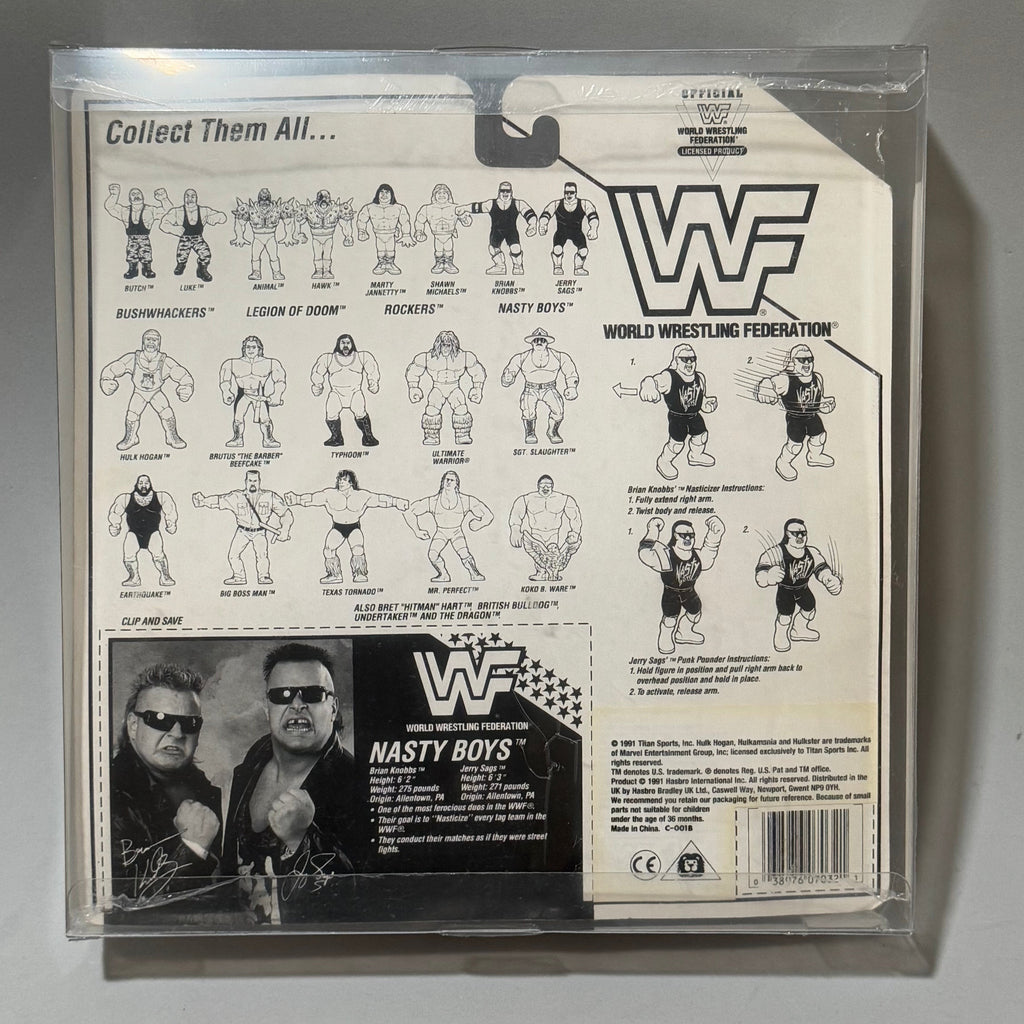 Collect Them All...
OFFICIAL
WF
WORLD WRESTLING
FEDERATION®
LICENSED PRODUCT
WF
®
WORLD WRESTLING FEDERATION®
BUTCH™ LUKE™ ANIMAL™ HAWK™ MARTY JANNETTY™ SHAWN MICHAELS™ BRIAN KNOBBS™ JERRY SAGS™
BUSHWHACKERS™ LEGION OF DOOM™ ROCKERS™ NASTY BOYS™
HULK HOGAN™ BRUTUS "THE BARBER" BEEFCAKE™ TYPHOON™ ULTIMATE WARRIOR® SGT. SLAUGHTER™
EARTHQUAKE™ BIG BOSS MAN™ TEXAS TORNADO™ MR. PERFECT™ KOKO B. WARE™
ALSO BRET "HITMAN" HART™, BRITISH BULLDOG™,
UNDERTAKER™ AND THE DRAGON™
1. 2.
NASTY NASTY
Brian Knobbs'™ Nasticizer Instructions:
1. Fully extend right arm.
2. Twist body and release.
1. 2.
NASTY NASTY
Jerry Sags'™ Punk Pounder Instructions:
1. Hold figure in position and pull right arm back to
overhead position and hold in place.
2. To activate, release arm.
CLIP AND SAVE
WF
WORLD WRESTLING FEDERATION
NASTY BOYS™
Brian Knobbs™ Jerry Sags™
Height: 6'2" Height: 6'3"
Weight: 275 pounds Weight: 271 pounds
Origin: Allentown, PA Origin: Allentown, PA
• One of the most ferocious duos in the WWF®.
• Their goal is to "Nasticize" every tag team in the
WWF®.
• They conduct their matches as if they were street
fights.
© 1991 Titan Sports, Inc. Hulk Hogan, Hulkamania and Hulkster are trademarks
of Marvel Entertainment Group, Inc; licensed exclusively to Titan Sports Inc. All
rights reserved.
TM denotes U.S. trademark. ® denotes Reg. U.S. Pat and TM office.
Product © 1991 Hasbro International Inc. All rights reserved. Distributed in the
UK by Hasbro Bradley UK Ltd., Caswell Way, Newport, Gwent NP9 0YH.
We recommend you retain our packaging for future reference. Because of small
parts not suitable for children
under the age of 36 months.
Made in China. C-001B
CE
0 38976 07032 1